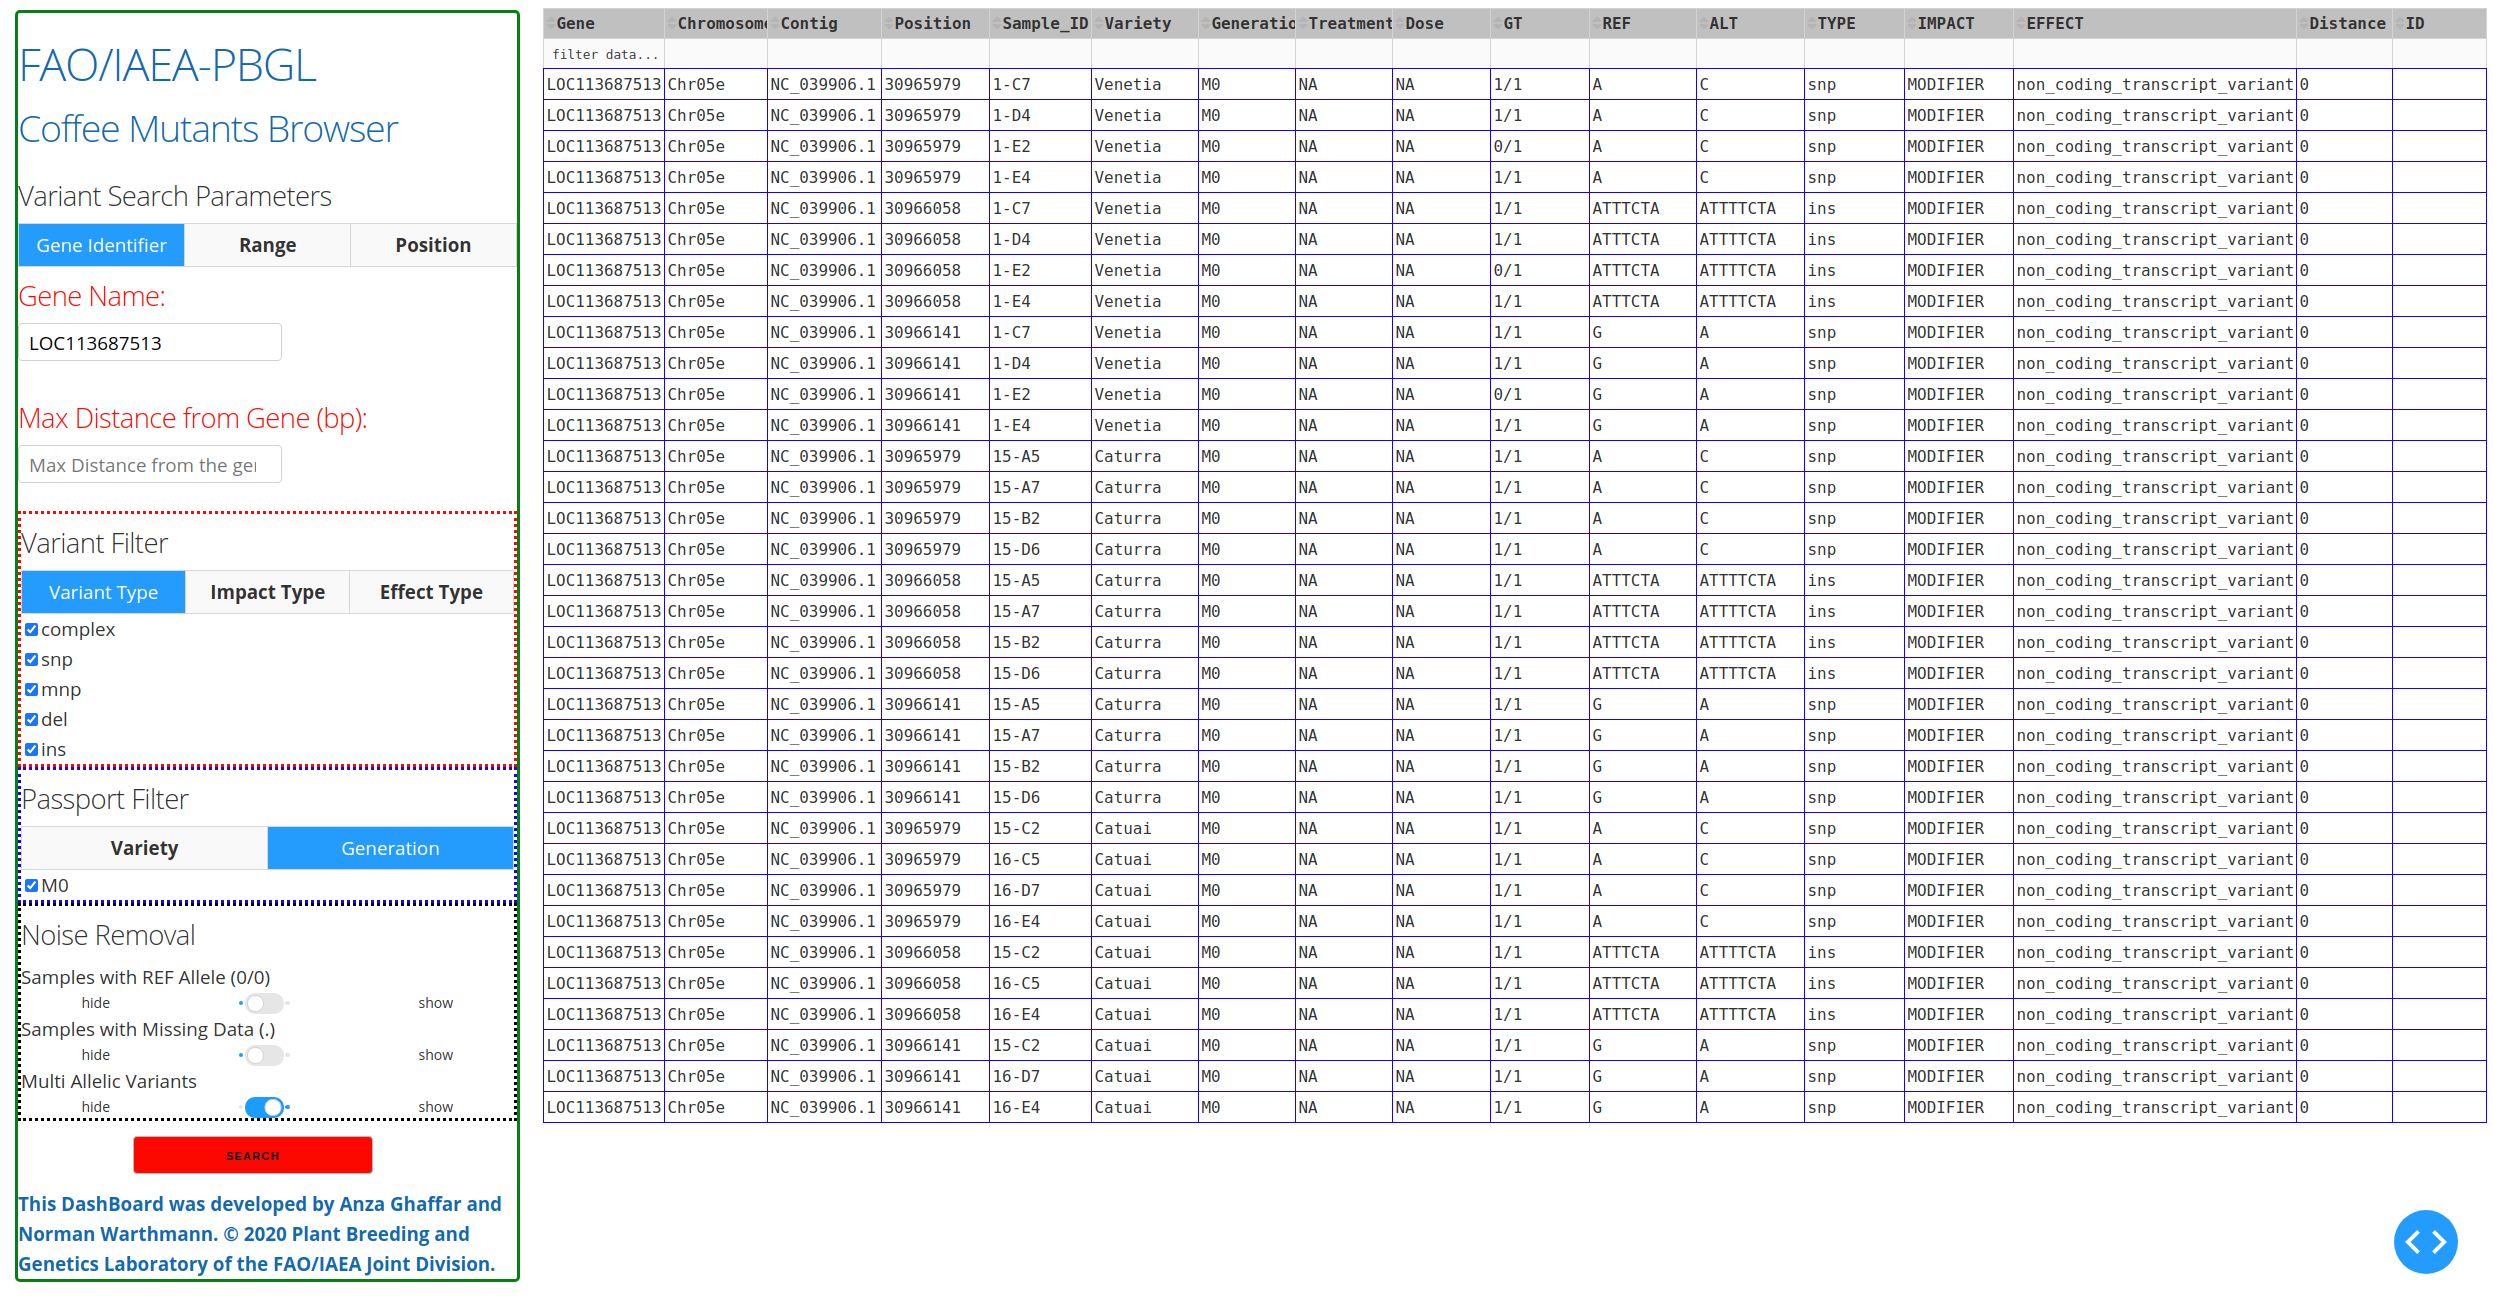 FAO/IAEA-PBGL
Coffee Mutants Browser
Variant Search Parameters
Gene Identifier Range Position
Gene Name:
LOC113687513
Max Distance from Gene (bp):
Max Distance from the ge
Variant Filter
Variant Type Impact Type Effect Type
complex
snp
mnp
del
ins
Passport Filter
Variety Generation
M0
Noise Removal
Samples with REF Allele (0/0)
hide show
Samples with Missing Data (.)
hide show
Multi Allelic Variants
hide show
SEARCH
This DashBoard was developed by Anza Ghaffar and
Norman Warthmann. © 2020 Plant Breeding and
Genetics Laboratory of the FAO/IAEA Joint Division.
Gene Chromosome Contig Position Sample_ID Variety Generatio Treatment Dose GT REF ALT TYPE IMPACT EFFECT Distance ID
filter data...
LOC113687513 Chr05e NC_039906.1 30965979 1-C7 Venetia M0 NA NA 1/1 A C snp MODIFIER non_coding_transcript_variant 0
LOC113687513 Chr05e NC_039906.1 30965979 1-D4 Venetia M0 NA NA 1/1 A C snp MODIFIER non_coding_transcript_variant 0
LOC113687513 Chr05e NC_039906.1 30965979 1-E2 Venetia M0 NA NA 0/1 A C snp MODIFIER non_coding_transcript_variant 0
LOC113687513 Chr05e NC_039906.1 30965979 1-E4 Venetia M0 NA NA 1/1 A C snp MODIFIER non_coding_transcript_variant 0
LOC113687513 Chr05e NC_039906.1 30966058 1-C7 Venetia M0 NA NA 1/1 ATTTCTA ATTTTCTA ins MODIFIER non_coding_transcript_variant 0
LOC113687513 Chr05e NC_039906.1 30966058 1-D4 Venetia M0 NA NA 1/1 ATTTCTA ATTTTCTA ins MODIFIER non_coding_transcript_variant 0
LOC113687513 Chr05e NC_039906.1 30966058 1-E2 Venetia M0 NA NA 0/1 ATTTCTA ATTTTCTA ins MODIFIER non_coding_transcript_variant 0
LOC113687513 Chr05e NC_039906.1 30966058 1-E4 Venetia M0 NA NA 1/1 ATTTCTA ATTTTCTA ins MODIFIER non_coding_transcript_variant 0
LOC113687513 Chr05e NC_039906.1 30966141 1-C7 Venetia M0 NA NA 1/1 G A snp MODIFIER non_coding_transcript_variant 0
LOC113687513 Chr05e NC_039906.1 30966141 1-D4 Venetia M0 NA NA 1/1 G A snp MODIFIER non_coding_transcript_variant 0
LOC113687513 Chr05e NC_039906.1 30966141 1-E2 Venetia M0 NA NA 0/1 G A snp MODIFIER non_coding_transcript_variant 0
LOC113687513 Chr05e NC_039906.1 30966141 1-E4 Venetia M0 NA NA 1/1 G A snp MODIFIER non_coding_transcript_variant 0
LOC113687513 Chr05e NC_039906.1 30965979 15-A5 Caturra M0 NA NA 1/1 A C snp MODIFIER non_coding_transcript_variant 0
LOC113687513 Chr05e NC_039906.1 30965979 15-A7 Caturra M0 NA NA 1/1 A C snp MODIFIER non_coding_transcript_variant 0
LOC113687513 Chr05e NC_039906.1 30965979 15-B2 Caturra M0 NA NA 1/1 A C snp MODIFIER non_coding_transcript_variant 0
LOC113687513 Chr05e NC_039906.1 30965979 15-D6 Caturra M0 NA NA 1/1 A C snp MODIFIER non_coding_transcript_variant 0
LOC113687513 Chr05e NC_039906.1 30966058 15-A5 Caturra M0 NA NA 1/1 ATTTCTA ATTTTCTA ins MODIFIER non_coding_transcript_variant 0
LOC113687513 Chr05e NC_039906.1 30966058 15-A7 Caturra M0 NA NA 1/1 ATTTCTA ATTTTCTA ins MODIFIER non_coding_transcript_variant 0
LOC113687513 Chr05e NC_039906.1 30966058 15-B2 Caturra M0 NA NA 1/1 ATTTCTA ATTTTCTA ins MODIFIER non_coding_transcript_variant 0
LOC113687513 Chr05e NC_039906.1 30966058 15-D6 Caturra M0 NA NA 1/1 ATTTCTA ATTTTCTA ins MODIFIER non_coding_transcript_variant 0
LOC113687513 Chr05e NC_039906.1 30966141 15-A5 Caturra M0 NA NA 1/1 G A snp MODIFIER non_coding_transcript_variant 0
LOC113687513 Chr05e NC_039906.1 30966141 15-A7 Caturra M0 NA NA 1/1 G A snp MODIFIER non_coding_transcript_variant 0
LOC113687513 Chr05e NC_039906.1 30966141 15-B2 Caturra M0 NA NA 1/1 G A snp MODIFIER non_coding_transcript_variant 0
LOC113687513 Chr05e NC_039906.1 30966141 15-D6 Caturra M0 NA NA 1/1 G A snp MODIFIER non_coding_transcript_variant 0
LOC113687513 Chr05e NC_039906.1 30965979 15-C2 Catuai M0 NA NA 1/1 A C snp MODIFIER non_coding_transcript_variant 0
LOC113687513 Chr05e NC_039906.1 30965979 16-C5 Catuai M0 NA NA 1/1 A C snp MODIFIER non_coding_transcript_variant 0
LOC113687513 Chr05e NC_039906.1 30965979 16-D7 Catuai M0 NA NA 1/1 A C snp MODIFIER non_coding_transcript_variant 0
LOC113687513 Chr05e NC_039906.1 30965979 16-E4 Catuai M0 NA NA 1/1 A C snp MODIFIER non_coding_transcript_variant 0
LOC113687513 Chr05e NC_039906.1 30966058 15-C2 Catuai M0 NA NA 1/1 ATTTCTA ATTTTCTA ins MODIFIER non_coding_transcript_variant 0
LOC113687513 Chr05e NC_039906.1 30966058 16-C5 Catuai M0 NA NA 1/1 ATTTCTA ATTTTCTA ins MODIFIER non_coding_transcript_variant 0
LOC113687513 Chr05e NC_039906.1 30966058 16-E4 Catuai M0 NA NA 1/1 ATTTCTA ATTTTCTA ins MODIFIER non_coding_transcript_variant 0
LOC113687513 Chr05e NC_039906.1 30966141 15-C2 Catuai M0 NA NA 1/1 G A snp MODIFIER non_coding_transcript_variant 0
LOC113687513 Chr05e NC_039906.1 30966141 16-D7 Catuai M0 NA NA 1/1 G A snp MODIFIER non_coding_transcript_variant 0
LOC113687513 Chr05e NC_039906.1 30966141 16-E4 Catuai M0 NA NA 1/1 G A snp MODIFIER non_coding_transcript_variant 0